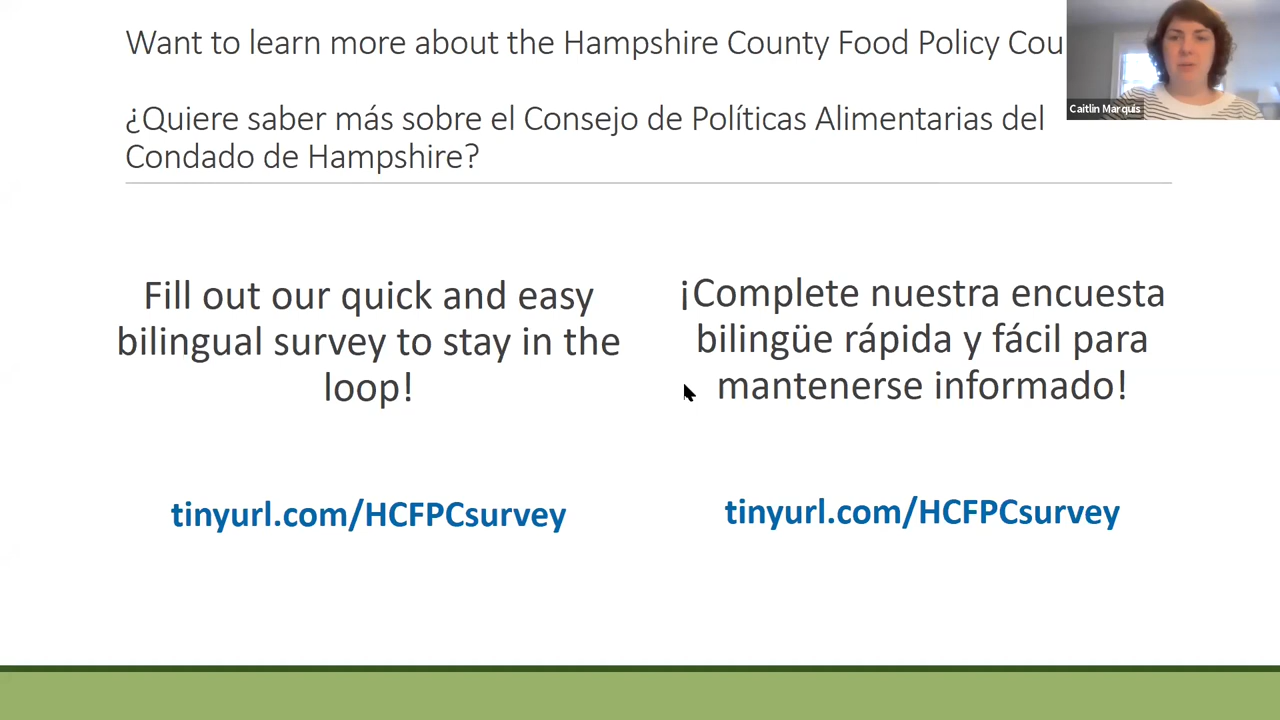 Want to learn more about the Hampshire County Food Policy
Caitlin Marquis
¿Quiere saber más sobre el Consejo de Políticas Alimentarias del
Condado de Hampshire?
Fill out our quick and easy
bilingual survey to stay in the
loop!
tinyurl.com/HCFPCsurvey
¡Complete nuestra encuesta
bilingüe rápida y fácil para
mantenerse informado!
tinyurl.com/HCFPCsurvey